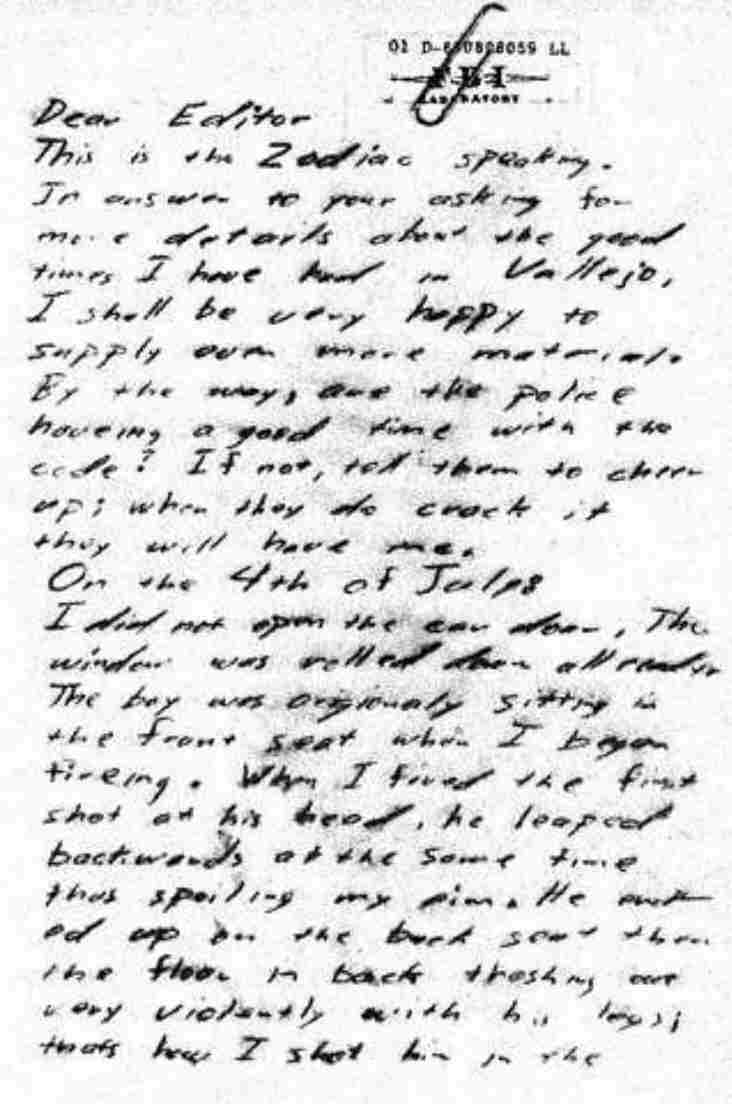 01 D-690808059 LL
FBI
LABORATORY
Dear Editor
This is the Zodiac speaking.
In answer to your asking for
more details about the good
times I have had in Vallejo,
I shall be very happy to
supply even more material.
By the way, are the police
haveing a good time with the
code? If not, tell them to cheer
up; when they do crack it
they will have me.
On the 4th of July:
I did not open the car door, The
window was rolled down all ready
The boy was origionaly sitting in
the front seat when I began
fireing. When I fired the first
shot at his head, he leaped
backwards at the same time
thus spoiling my aim. He end
ed up on the back seat then
the floor in back thashing out
very violently with his legs;
thats how I shot him in the